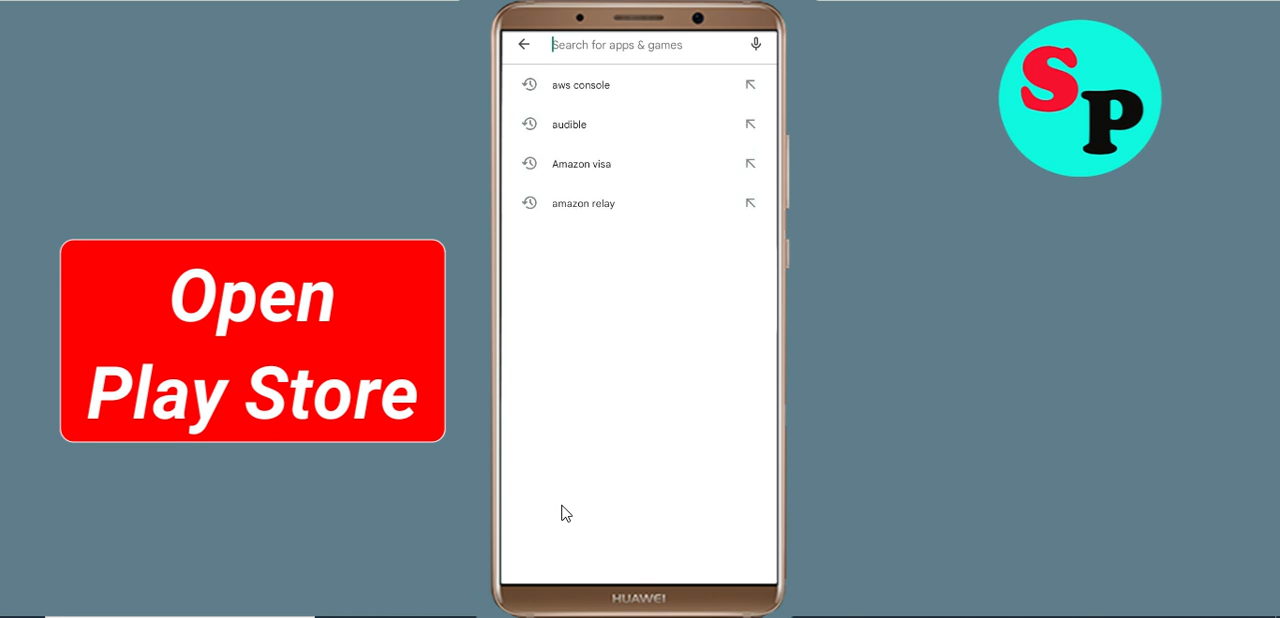 Search for apps & games
aws console
audible
Amazon visa
amazon relay
Open
Play Store
SP
HUAWEI